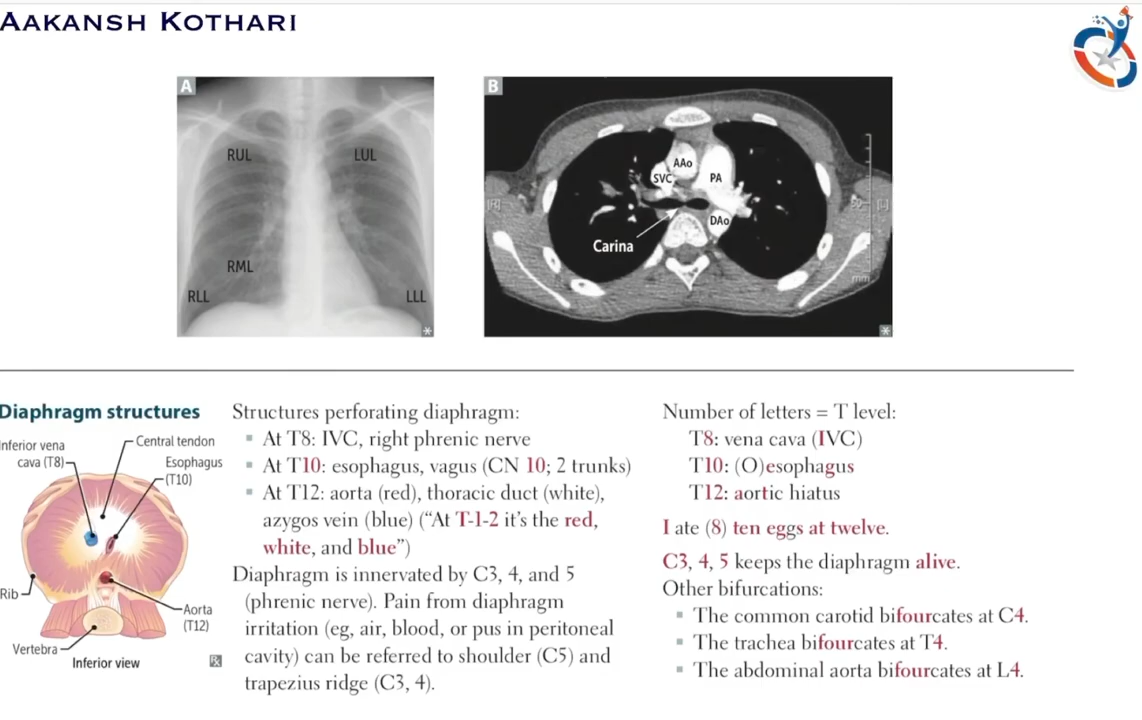 AAKANSH KOTHARI
A
RUL
LUL
RML
RLL
LLL
*
B
AAo
SVC
PA
DAo
Carina
[R]
[L]
mm
*
Diaphragm structures
Inferior vena
cava (T8)
Central tendon
Esophagus
(T10)
Rib
Aorta
(T12)
Vertebra
Inferior view
Structures perforating diaphragm:
▪ At T8: IVC, right phrenic nerve
▪ At T10: esophagus, vagus (CN 10; 2 trunks)
▪ At T12: aorta (red), thoracic duct (white),
azygos vein (blue) (“At T-1-2 it’s the red,
white, and blue”)
Diaphragm is innervated by C3, 4, and 5
(phrenic nerve). Pain from diaphragm
irritation (eg, air, blood, or pus in peritoneal
cavity) can be referred to shoulder (C5) and
trapezius ridge (C3, 4).
Number of letters = T level:
T8: vena cava (IVC)
T10: (O)esophagus
T12: aortic hiatus
I ate (8) ten eggs at twelve.
C3, 4, 5 keeps the diaphragm alive.
Other bifurcations:
▪ The common carotid bifourcates at C4.
▪ The trachea bifourcates at T4.
▪ The abdominal aorta bifourcates at L4.